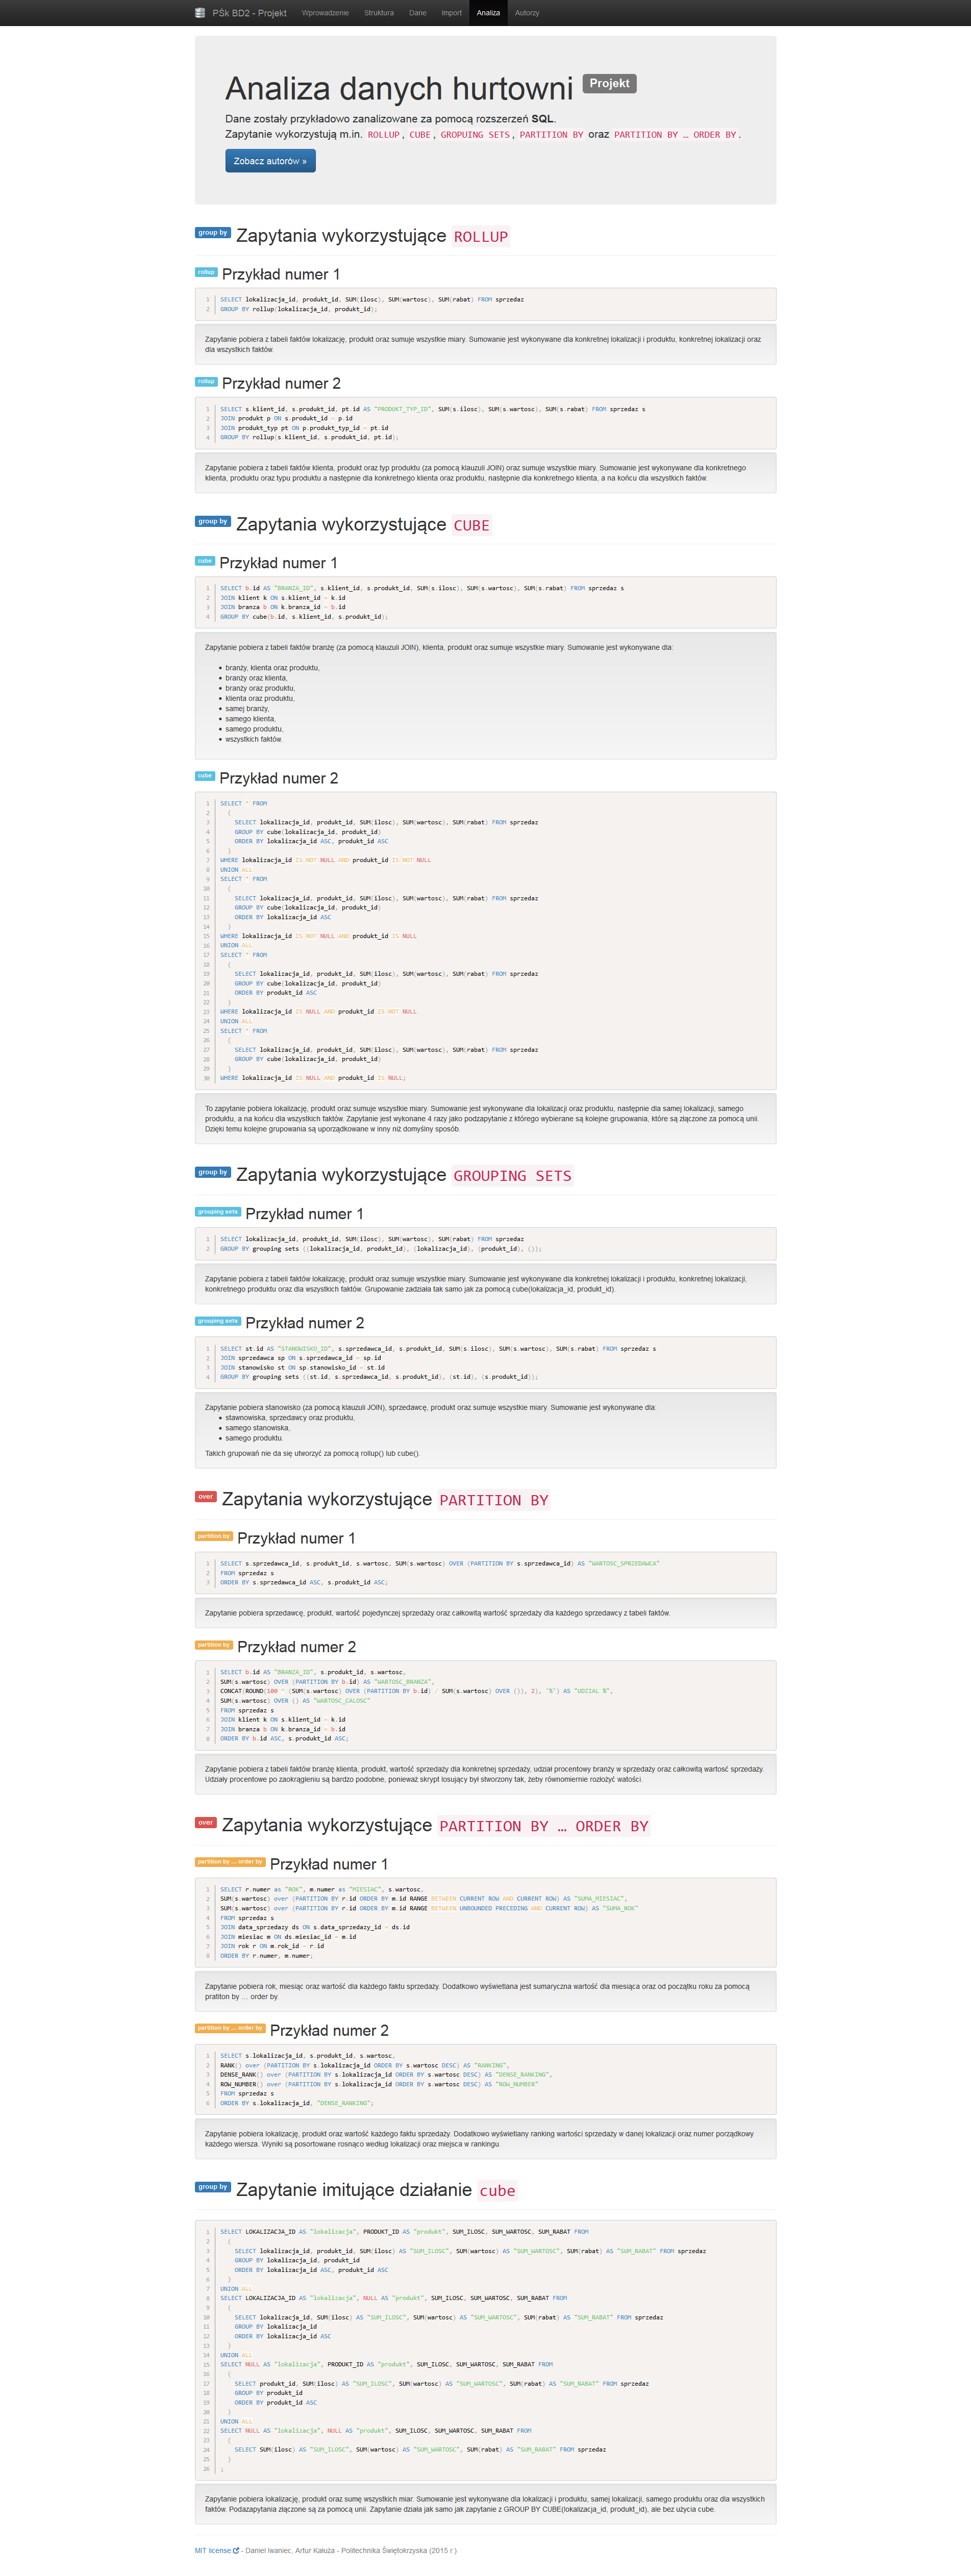 PŚk BD2 - Projekt Wprowadzenie Struktura Dane Import Analiza Autorzy
Analiza danych hurtowni Projekt
Dane zostały przykładowo zanalizowane za pomocą rozszerzeń SQL.
Zapytanie wykorzystują m.in. ROLLUP, CUBE, GROPUING SETS, PARTITION BY oraz PARTITION BY … ORDER BY.
Zobacz autorów »
group by Zapytania wykorzystujące ROLLUP
rollup Przykład numer 1
1 SELECT lokalizacja_id, produkt_id, SUM(ilosc), SUM(wartosc), SUM(rabat) FROM sprzedaz
2 GROUP BY rollup(lokalizacja_id, produkt_id);
Zapytanie pobiera z tabeli faktów lokalizację, produkt oraz sumuje wszystkie miary. Sumowanie jest wykonywane dla konkretnej lokalizacji i produktu, konkretnej lokalizacji oraz
dla wszystkich faktów.
rollup Przykład numer 2
1 SELECT s.klient_id, s.produkt_id, pt.id AS "PRODUKT_TYP_ID", SUM(s.ilosc), SUM(s.wartosc), SUM(s.rabat) FROM sprzedaz s
2 JOIN produkt p ON s.produkt_id = p.id
3 JOIN produkt_typ pt ON p.produkt_typ_id = pt.id
4 GROUP BY rollup(s.klient_id, s.produkt_id, pt.id);
Zapytanie pobiera z tabeli faktów klienta, produkt oraz typ produktu (za pomocą klauzuli JOIN) oraz sumuje wszystkie miary. Sumowanie jest wykonywane dla konkretnego
klienta, produktu oraz typu produktu a następnie dla konkretnego klienta oraz produktu, następnie dla konkretnego klienta, a na końcu dla wszystkich faktów.
group by Zapytania wykorzystujące CUBE
cube Przykład numer 1
1 SELECT b.id AS "BRANZA_ID", s.klient_id, s.produkt_id, SUM(s.ilosc), SUM(s.wartosc), SUM(s.rabat) FROM sprzedaz s
2 JOIN klient k ON s.klient_id = k.id
3 JOIN branza b ON k.branza_id = b.id
4 GROUP BY cube(b.id, s.klient_id, s.produkt_id);
Zapytanie pobiera z tabeli faktów branżę (za pomocą klauzuli JOIN), klienta, produkt oraz sumuje wszystkie miary. Sumowanie jest wykonywane dla:
• branży, klienta oraz produktu,
• branży oraz klienta,
• branży oraz produktu,
• klienta oraz produktu,
• samej branży,
• samego klienta,
• samego produktu,
• wszystkich faktów.
cube Przykład numer 2
1 SELECT * FROM
2 (
3 SELECT lokalizacja_id, produkt_id, SUM(ilosc), SUM(wartosc), SUM(rabat) FROM sprzedaz
4 GROUP BY cube(lokalizacja_id, produkt_id)
5 ORDER BY lokalizacja_id ASC, produkt_id ASC
6 )
7 WHERE lokalizacja_id IS NOT NULL AND produkt_id IS NOT NULL
8 UNION ALL
9 SELECT * FROM
10 (
11 SELECT lokalizacja_id, produkt_id, SUM(ilosc), SUM(wartosc), SUM(rabat) FROM sprzedaz
12 GROUP BY cube(lokalizacja_id, produkt_id)
13 ORDER BY lokalizacja_id ASC
14 )
15 WHERE lokalizacja_id IS NOT NULL AND produkt_id IS NULL
16 UNION ALL
17 SELECT * FROM
18 (
19 SELECT lokalizacja_id, produkt_id, SUM(ilosc), SUM(wartosc), SUM(rabat) FROM sprzedaz
20 GROUP BY cube(lokalizacja_id, produkt_id)
21 ORDER BY produkt_id ASC
22 )
23 WHERE lokalizacja_id IS NULL AND produkt_id IS NOT NULL
24 UNION ALL
25 SELECT * FROM
26 (
27 SELECT lokalizacja_id, produkt_id, SUM(ilosc), SUM(wartosc), SUM(rabat) FROM sprzedaz
28 GROUP BY cube(lokalizacja_id, produkt_id)
29 )
30 WHERE lokalizacja_id IS NULL AND produkt_id IS NULL;
To zapytanie pobiera lokalizację, produkt oraz sumuje wszystkie miary. Sumowanie jest wykonywane dla lokalizacji oraz produktu, następnie dla samej lokalizacji, samego
produktu, a na końcu dla wszystkich faktów. Zapytanie jest wykonane 4 razy jako podzapytanie z którego wybierane są kolejne grupowania, które są złączone za pomocą unii.
Dzięki temu kolejne grupowania są uporządkowane w inny niż domyślny sposób.
group by Zapytania wykorzystujące GROUPING SETS
grouping sets Przykład numer 1
1 SELECT lokalizacja_id, produkt_id, SUM(ilosc), SUM(wartosc), SUM(rabat) FROM sprzedaz
2 GROUP BY grouping sets ((lokalizacja_id, produkt_id), (lokalizacja_id), (produkt_id), ());
Zapytanie pobiera z tabeli faktów lokalizację, produkt oraz sumuje wszystkie miary. Sumowanie jest wykonywane dla konkretnej lokalizacji i produktu, konkretnej lokalizacji,
konkretnego produktu oraz dla wszystkich faktów. Grupowanie zadziała tak samo jak za pomocą cube(lokalizacja_id, produkt_id).
grouping sets Przykład numer 2
1 SELECT st.id AS "STANOWISKO_ID", s.sprzedawca_id, s.produkt_id, SUM(s.ilosc), SUM(s.wartosc), SUM(s.rabat) FROM sprzedaz s
2 JOIN sprzedawca sp ON s.sprzedawca_id = sp.id
3 JOIN stanowisko st ON sp.stanowisko_id = st.id
4 GROUP BY grouping sets ((st.id, s.sprzedawca_id, s.produkt_id), (st.id), (s.produkt_id));
Zapytanie pobiera stanowisko (za pomocą klauzuli JOIN), sprzedawcę, produkt oraz sumuje wszystkie miary. Sumowanie jest wykonywane dla:
• stawnowiska, sprzedawcy oraz produktu,
• samego stanowiska,
• samego produktu.
Takich grupowań nie da się utworzyć za pomocą rollup() lub cube().
over Zapytania wykorzystujące PARTITION BY
partition by Przykład numer 1
1 SELECT s.sprzedawca_id, s.produkt_id, s.wartosc, SUM(s.wartosc) OVER (PARTITION BY s.sprzedawca_id) AS "WARTOSC_SPRZEDAWCA"
2 FROM sprzedaz s
3 ORDER BY s.sprzedawca_id ASC, s.produkt_id ASC;
Zapytanie pobiera sprzedawcę, produkt, wartość pojedynczej sprzedaży oraz całkowitą wartość sprzedaży dla każdego sprzedawcy z tabeli faktów.
partition by Przykład numer 2
1 SELECT b.id AS "BRANZA_ID", s.produkt_id, s.wartosc,
2 SUM(s.wartosc) OVER (PARTITION BY b.id) AS "WARTOSC_BRANZA",
3 CONCAT(ROUND(100 * (SUM(s.wartosc) OVER (PARTITION BY b.id) / SUM(s.wartosc) OVER ()), 2), '%') AS "UDZIAL %",
4 SUM(s.wartosc) OVER () AS "WARTOSC_CALOSC"
5 FROM sprzedaz s
6 JOIN klient k ON s.klient_id = k.id
7 JOIN branza b ON k.branza_id = b.id
8 ORDER BY b.id ASC, s.produkt_id ASC;
Zapytanie pobiera z tabeli faktów branżę klienta, produkt, wartość sprzedaży dla konkretnej sprzedaży, udział procentowy branży w sprzedaży oraz całkowitą wartosć sprzedaży.
Udziały procentowe po zaokrągleniu są bardzo podobne, ponieważ skrypt losujący był stworzony tak, żeby równomiernie rozłożyć watości.
over Zapytania wykorzystujące PARTITION BY … ORDER BY
partition by ... order by Przykład numer 1
1 SELECT r.numer as "ROK", m.numer as "MIESIAC", s.wartosc,
2 SUM(s.wartosc) over (PARTITION BY r.id ORDER BY m.id RANGE BETWEEN CURRENT ROW AND CURRENT ROW) AS "SUMA_MIESIAC",
3 SUM(s.wartosc) over (PARTITION BY r.id ORDER BY m.id RANGE BETWEEN UNBOUNDED PRECEDING AND CURRENT ROW) AS "SUMA_ROK"
4 FROM sprzedaz s
5 JOIN data_sprzedazy ds ON s.data_sprzedazy_id = ds.id
6 JOIN miesiac m ON ds.miesiac_id = m.id
7 JOIN rok r ON m.rok_id = r.id
8 ORDER BY r.numer, m.numer;
Zapytanie pobiera rok, miesiąc oraz wartość dla każdego faktu sprzedaży. Dodatkowo wyświetlana jest sumaryczna wartość dla miesiąca oraz od początku roku za pomocą
pratiton by ... order by.
partition by ... order by Przykład numer 2
1 SELECT s.lokalizacja_id, s.produkt_id, s.wartosc,
2 RANK() over (PARTITION BY s.lokalizacja_id ORDER BY s.wartosc DESC) AS "RANKING",
3 DENSE_RANK() over (PARTITION BY s.lokalizacja_id ORDER BY s.wartosc DESC) AS "DENSE_RANKING",
4 ROW_NUMBER() over (PARTITION BY s.lokalizacja_id ORDER BY s.wartosc DESC) AS "ROW_NUMBER"
5 FROM sprzedaz s
6 ORDER BY s.lokalizacja_id, "DENSE_RANKING";
Zapytanie pobiera lokalizację, produkt oraz wartość każdego faktu sprzedaży. Dodatkowo wyświetlany ranking wartości sprzedaży w danej lokalizacji oraz numer porządkowy
każdego wiersza. Wyniki są posortowane rosnąco według lokalizacji oraz miejsca w rankingu.
group by Zapytanie imitujące działanie cube
1 SELECT LOKALIZACJA_ID AS "lokalizacja", PRODUKT_ID AS "produkt", SUM_ILOSC, SUM_WARTOSC, SUM_RABAT FROM
2 (
3 SELECT lokalizacja_id, produkt_id, SUM(ilosc) AS "SUM_ILOSC", SUM(wartosc) AS "SUM_WARTOSC", SUM(rabat) AS "SUM_RABAT" FROM sprzedaz
4 GROUP BY lokalizacja_id, produkt_id
5 ORDER BY lokalizacja_id ASC, produkt_id ASC
6 )
7 UNION ALL
8 SELECT LOKALIZACJA_ID AS "lokalizacja", NULL AS "produkt", SUM_ILOSC, SUM_WARTOSC, SUM_RABAT FROM
9 (
10 SELECT lokalizacja_id, SUM(ilosc) AS "SUM_ILOSC", SUM(wartosc) AS "SUM_WARTOSC", SUM(rabat) AS "SUM_RABAT" FROM sprzedaz
11 GROUP BY lokalizacja_id
12 ORDER BY lokalizacja_id ASC
13 )
14 UNION ALL
15 SELECT NULL AS "lokalizacja", PRODUKT_ID AS "produkt", SUM_ILOSC, SUM_WARTOSC, SUM_RABAT FROM
16 (
17 SELECT produkt_id, SUM(ilosc) AS "SUM_ILOSC", SUM(wartosc) AS "SUM_WARTOSC", SUM(rabat) AS "SUM_RABAT" FROM sprzedaz
18 GROUP BY produkt_id
19 ORDER BY produkt_id ASC
20 )
21 UNION ALL
22 SELECT NULL AS "lokalizacja", NULL AS "produkt", SUM_ILOSC, SUM_WARTOSC, SUM_RABAT FROM
23 (
24 SELECT SUM(ilosc) AS "SUM_ILOSC", SUM(wartosc) AS "SUM_WARTOSC", SUM(rabat) AS "SUM_RABAT" FROM sprzedaz
25 )
26 ;
Zapytanie pobiera lokalizację, produkt oraz sumę wszystkich miar. Sumowanie jest wykonywane dla lokalizacji i produktu, samej lokalizacji, samego produktu oraz dla wszystkich
faktów. Podazapytania złączone są za pomocą unii. Zapytanie działa jak samo jak zapytanie z GROUP BY CUBE(lokalizacja_id, produkt_id), ale bez użycia cube.
MIT license - Daniel Iwaniec, Artur Kałuża - Politechnika Świętokrzyska (2015 r.)